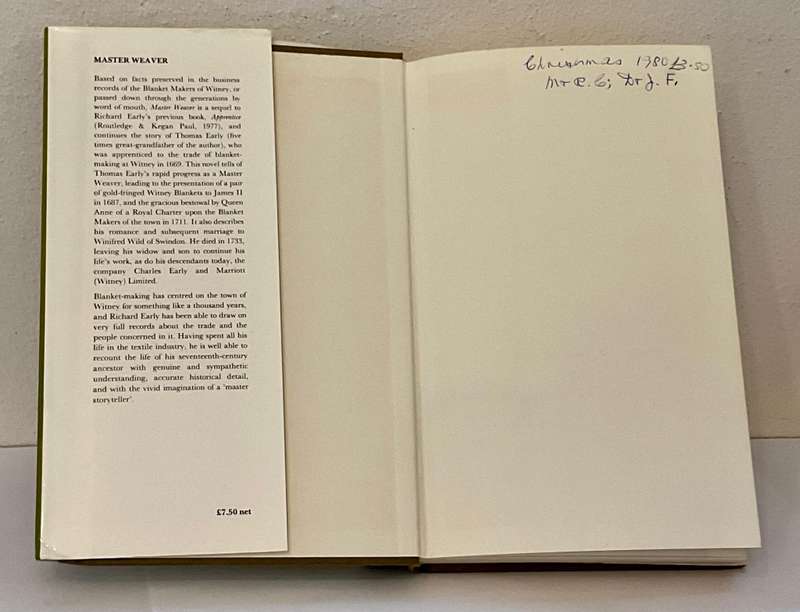 MASTER WEAVER
Based on facts preserved in the business
records of the Blanket Makers of Witney, or
passed down through the generations by
word of mouth, Master Weaver is a sequel to
Richard Early's previous book, Apprentice
(Routledge & Kegan Paul, 1977), and
continues the story of Thomas Early (five
times great-grandfather of the author), who
was apprenticed to the trade of blanket-
making at Witney in 1669. This novel tells of
Thomas Early's rapid progress as a Master
Weaver, leading to the presentation of a pair
of gold-fringed Witney Blankets to James II
in 1687, and the gracious bestowal by Queen
Anne of a Royal Charter upon the Blanket
Makers of the town in 1711. It also describes
his romance and subsequent marriage to
Winifred Wild of Swindon. He died in 1733,
leaving his widow and son to continue his
life's work, as do his descendants today, the
company Charles Early and Marriott
(Witney) Limited.
Blanket-making has centred on the town of
Witney for something like a thousand years,
and Richard Early has been able to draw on
very full records about the trade and the
people concerned in it. Having spent all his
life in the textile industry, he is well able to
recount the life of his seventeenth-century
ancestor with genuine and sympathetic
understanding, accurate historical detail,
and with the vivid imagination of a 'master
storyteller'.
£7.50 net
Christmas 1980 £3.50
Mr R. C; Dr J. F.